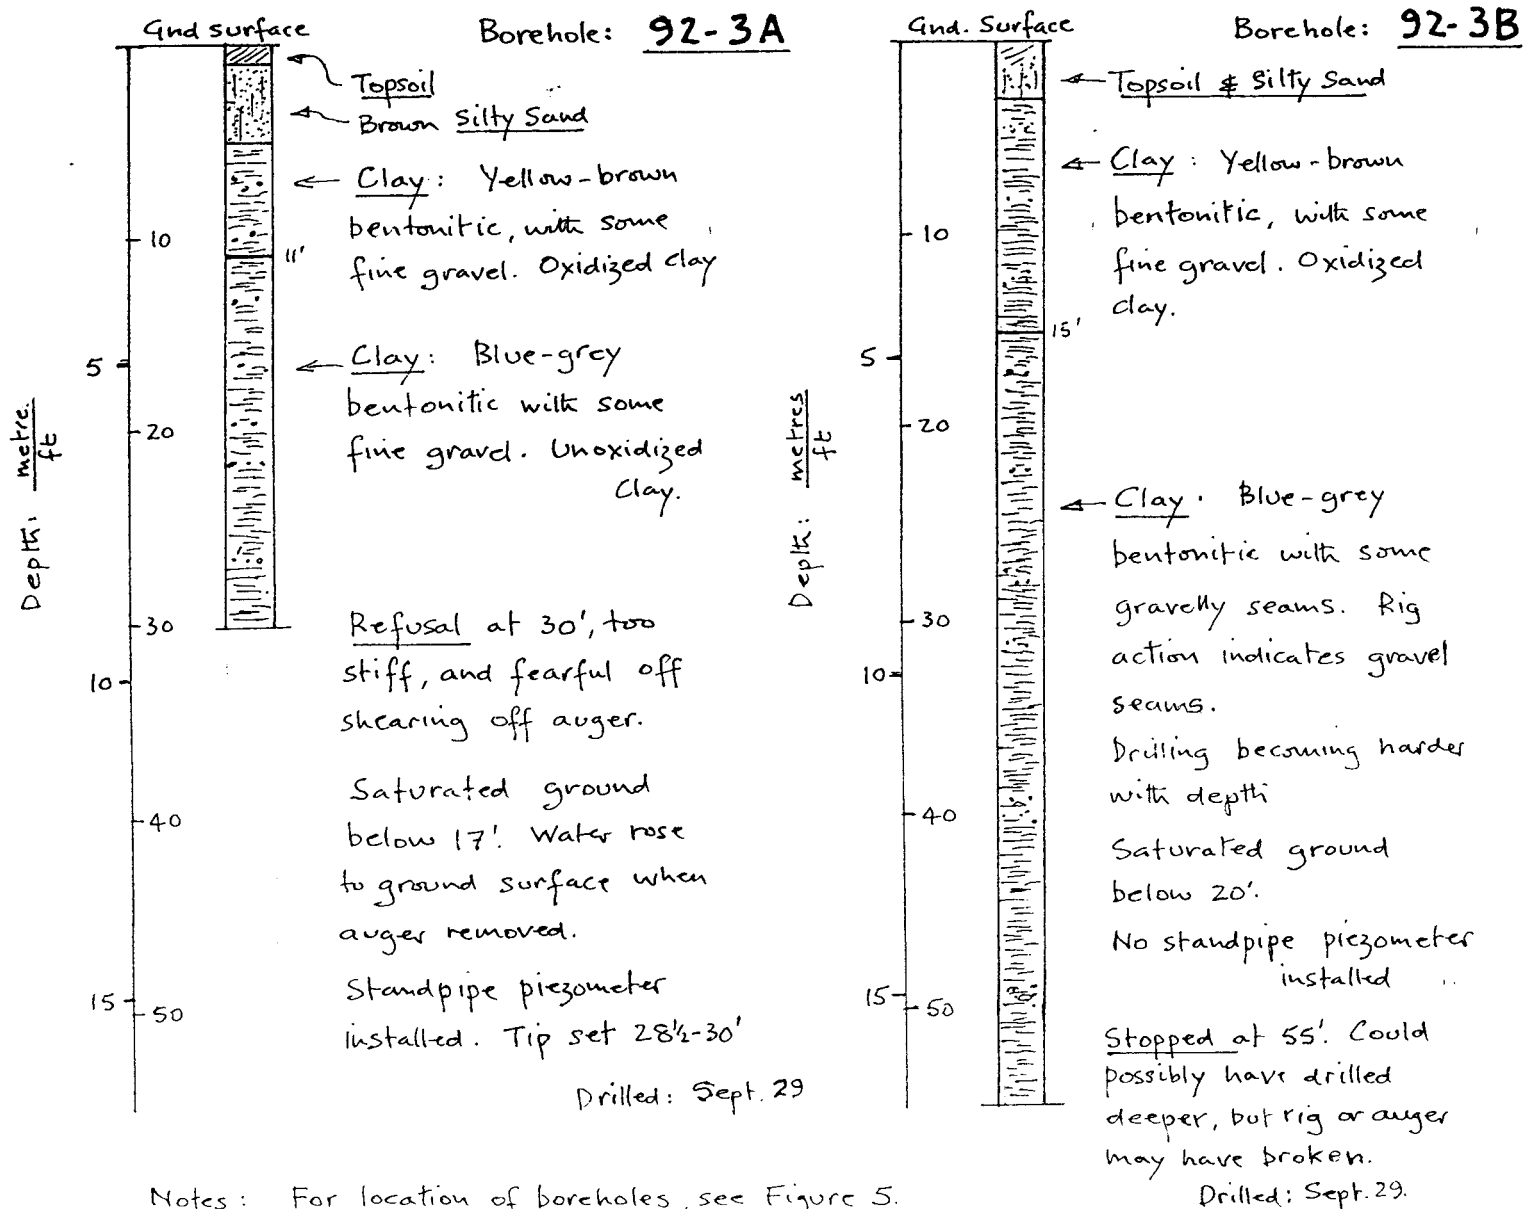 Gnd surface
Borehole: 92-3A
Topsoil
Brown Silty Sand
Clay: Yellow-brown
bentonitic, with some
fine gravel. Oxidized clay
11'
Clay: Blue-grey
bentonitic with some
fine gravel. Unoxidized
Clay.
Refusal at 30', too
stiff, and fearful off
shearing off auger.
Saturated ground
below 17'. Water rose
to ground surface when
auger removed.
Standpipe piezometer
installed. Tip set 28½-30'
Drilled: Sept. 29
Depth: metre.
ft
10
5
20
30
10
40
15
50
Gnd. Surface
Borehole: 92-3B
Topsoil & Silty Sand
Clay: Yellow-brown
bentonitic, with some
fine gravel. Oxidized
clay.
15'
Clay. Blue-grey
bentonitic with some
gravelly seams. Rig
action indicates gravel
seams.
Drilling becoming harder
with depth
Saturated ground
below 20'.
No standpipe piezometer
installed
Stopped at 55'. Could
possibly have drilled
deeper, but rig or auger
may have broken.
Drilled: Sept. 29.
Depth: metres
ft
10
5
20
30
10
40
15
50
Notes: For location of boreholes, see Figure 5.